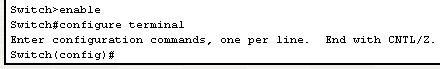 Switch>enable
Switch#configure terminal
Enter configuration commands, one per line.  End with CNTL/Z.
Switch(config)#